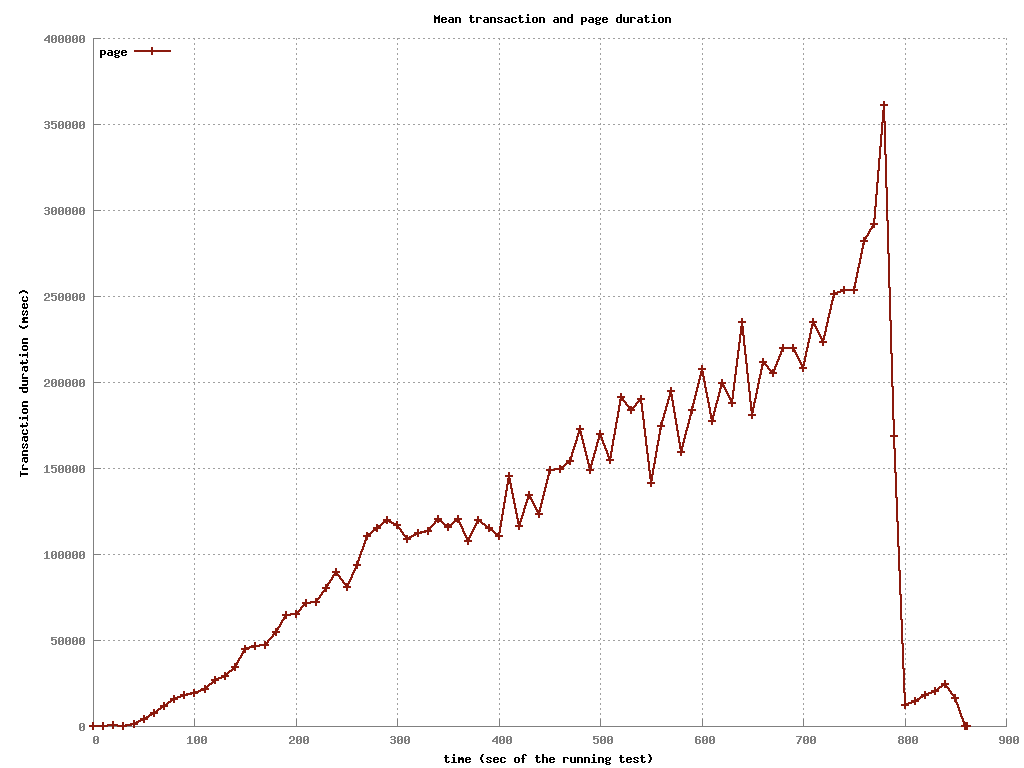 Mean transaction and page duration
400000
page
350000
300000
250000
200000
150000
100000
50000
0
Transaction duration (msec)
0 100 200 300 400 500 600 700 800 900
time (sec of the running test)